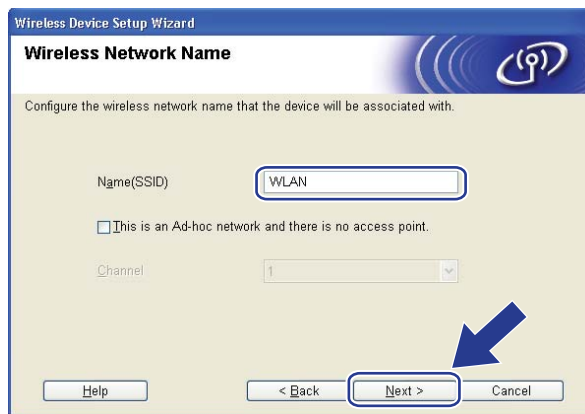 Wireless Device Setup Wizard
Wireless Network Name
Configure the wireless network name that the device will be associated with.
Name(SSID) WLAN
This is an Ad-hoc network and there is no access point.
Channel 1
Help < Back Next > Cancel